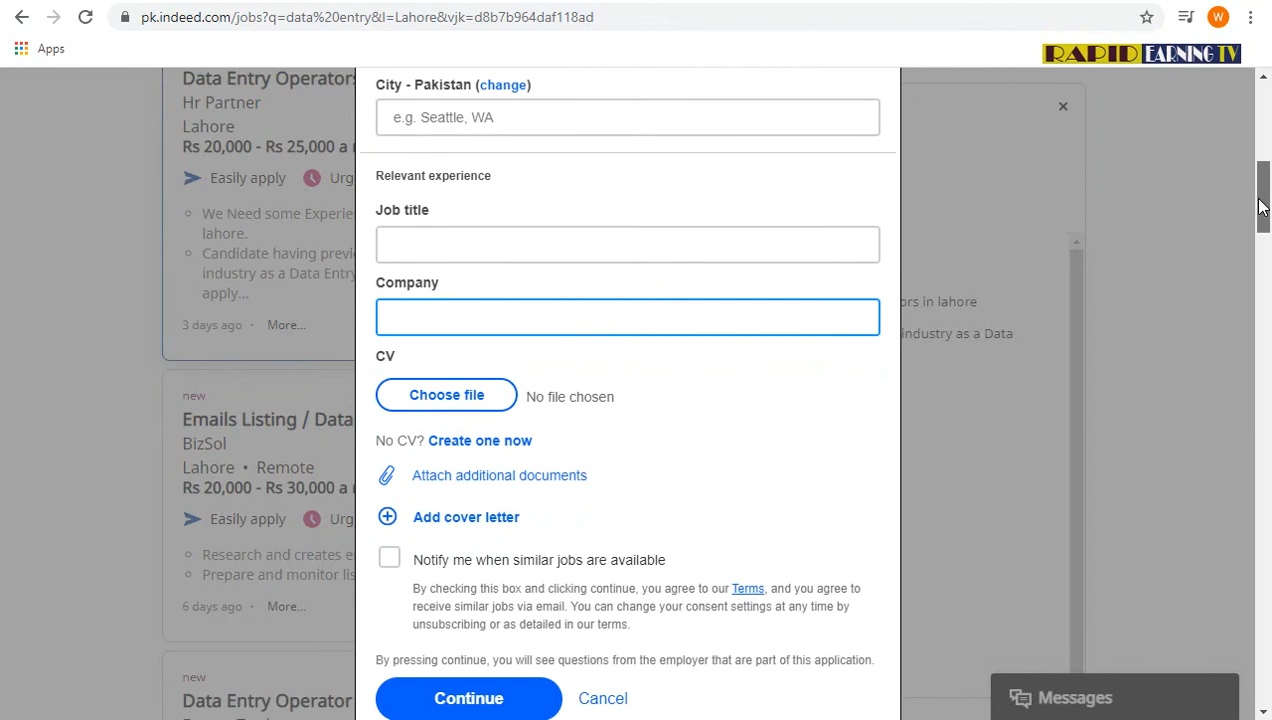 pk.indeed.com/jobs?q=data%20entry&l=Lahore&vjk=d8b7b964daf118ad
W
Apps
RAPID EARNING TV
Data Entry Operators
Hr Partner
Lahore
Rs 20,000 - Rs 25,000 a
Easily apply
We Need some Experie
lahore.
Candidate having previ
industry as a Data Entry
apply...
3 days ago · More...
new
Emails Listing / Data
BizSol
Lahore • Remote
Rs 20,000 - Rs 30,000 a
Easily apply
Research and creates e
Prepare and monitor lis
6 days ago · More...
new
Data Entry Operator
City - Pakistan (change)
e.g. Seattle, WA
Relevant experience
Job title
Company
CV
Choose file No file chosen
No CV? Create one now
Attach additional documents
Add cover letter
Notify me when similar jobs are available
By checking this box and clicking continue, you agree to our Terms, and you agree to
receive similar jobs via email. You can change your consent settings at any time by
unsubscribing or as detailed in our terms.
By pressing continue, you will see questions from the employer that are part of this application.
Continue Cancel
ors in lahore
industry as a Data
Messages